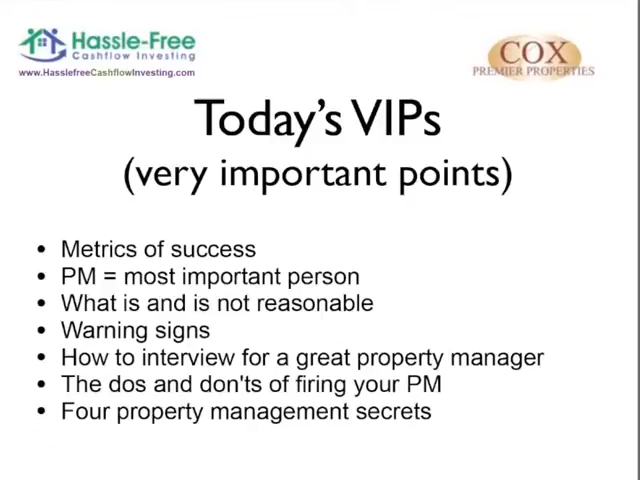 Hassle-Free
Cashflow Investing
www.HasslefreeCashflowInvesting.com
COX
PREMIER PROPERTIES
Today's VIPs
(very important points)
• Metrics of success
• PM = most important person
• What is and is not reasonable
• Warning signs
• How to interview for a great property manager
• The dos and don'ts of firing your PM
• Four property management secrets